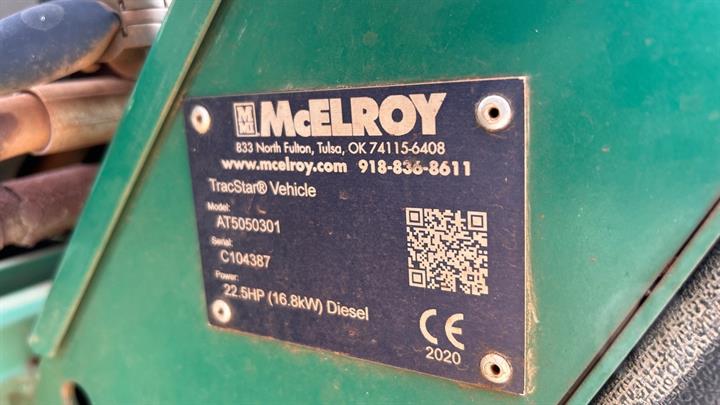 McELROY
833 North Fulton, Tulsa, OK 74115-6408
www.mcelroy.com 918-836-8611
TracStar® Vehicle
Model:
AT5050301
Serial:
C104387
Power:
22.5HP (16.8kW) Diesel
CE
2020